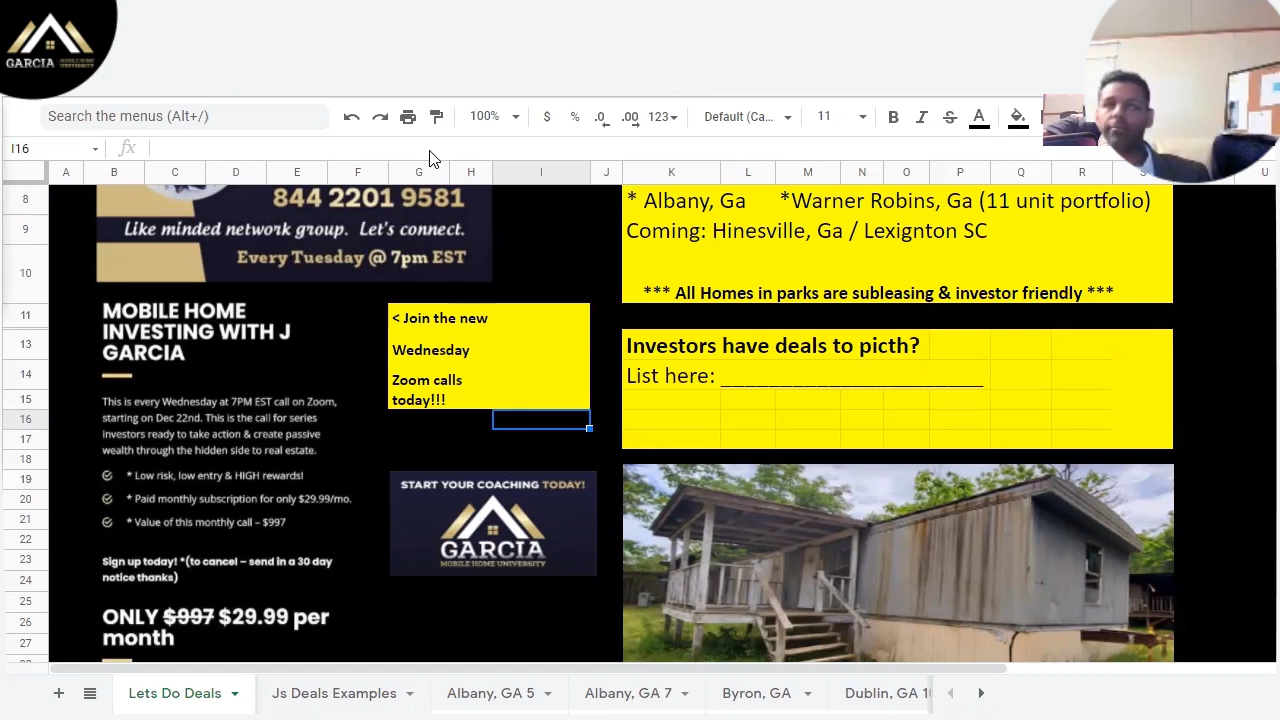 GARCIA
MOBILE HOME
UNIVERSITY
Search the menus (Alt+/)
100%
$ % .0 .00 123
Default (Ca...
11
B I S A
I16
fx
A B C D E F G H I J K L M N O P Q R S U
8
9
10
11
13
14
15
16
17
18
19
20
21
22
23
24
25
26
27
844 2201 9581
Like minded network group. Let's connect.
Every Tuesday @ 7pm EST
MOBILE HOME
INVESTING WITH J
GARCIA
This is every Wednesday at 7PM EST call on Zoom,
starting on Dec 22nd. This is the call for series
investors ready to take action & create passive
wealth through the hidden side to real estate.
* Low risk, low entry & HIGH rewards!
* Paid monthly subscription for only $29.99/mo.
* Value of this monthly call – $997
Sign up today! *(to cancel – send in a 30 day
notice thanks)
ONLY $997 $29.99 per
month
< Join the new
Wednesday
Zoom calls
today!!!
START YOUR COACHING TODAY!
GARCIA
MOBILE HOME UNIVERSITY
* Albany, Ga *Warner Robins, Ga (11 unit portfolio)
Coming: Hinesville, Ga / Lexignton SC
*** All Homes in parks are subleasing & investor friendly ***
Investors have deals to picth?
List here: ______________________
Lets Do Deals
Js Deals Examples
Albany, GA 5
Albany, GA 7
Byron, GA
Dublin, GA